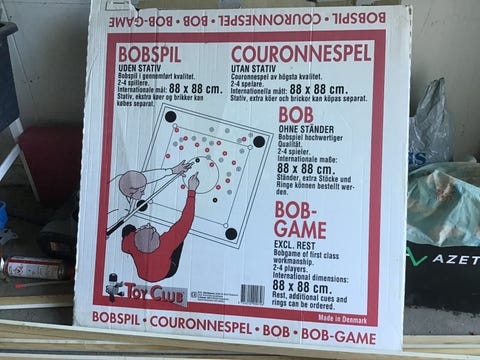 BOB-GAME • COURONNESPEL • BOB • BOB-GAME
BOBSPIL • COURONNESPEL
BOBSPIL
UDEN STATIV
Bobspil i gennemført kvalitet.
2-4 spillere.
Internationale mål: 88 x 88 cm.
Stativ, ekstra køer og brikker kan
købes separat.
COURONNESPEL
UTAN STATIV
Couronnespel av högsta kvalitet.
2-4 spelare.
Internationella mått: 88 x 88 cm.
Stativ, extra köer och brickor kan köpas separat.
BOB
OHNE STÄNDER
Bobspiel hochwertiger
Qualität.
2-4 spieler.
Internationale maße:
88 x 88 cm.
Ständer, extra Stöcke und
Ringe können bestellt wer-
den.
BOB-
GAME
EXCL. REST
Bobgame of first class
workmanship.
2-4 players.
International dimensions:
88 x 88 cm.
Rest, additional cues and
rings can be ordered.
TOY CLUB
Made in Denmark
BOBSPIL • COURONNESPEL • BOB • BOB-GAME
AZET